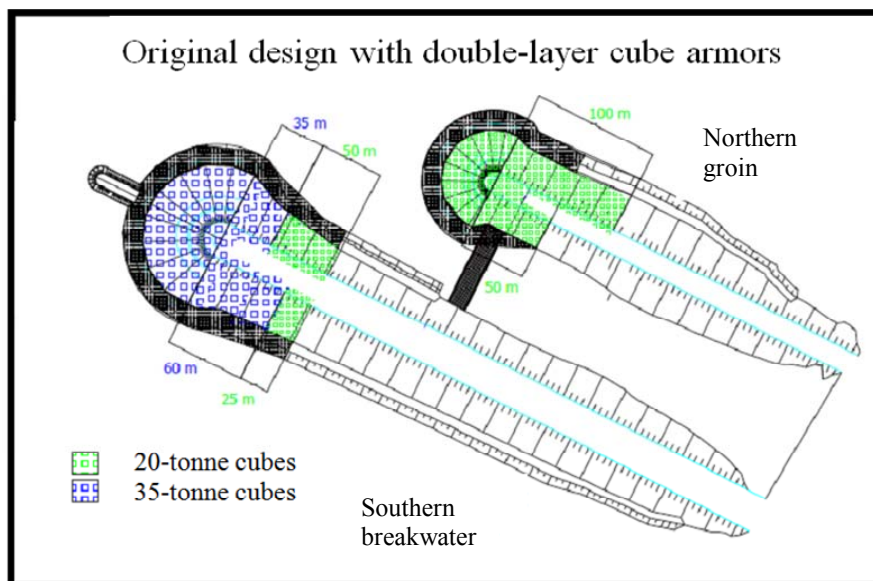 Original design with double-layer cube armors
35 m
50 m
100 m
Northern
groin
50 m
60 m
25 m
20-tonne cubes
35-tonne cubes
Southern
breakwater